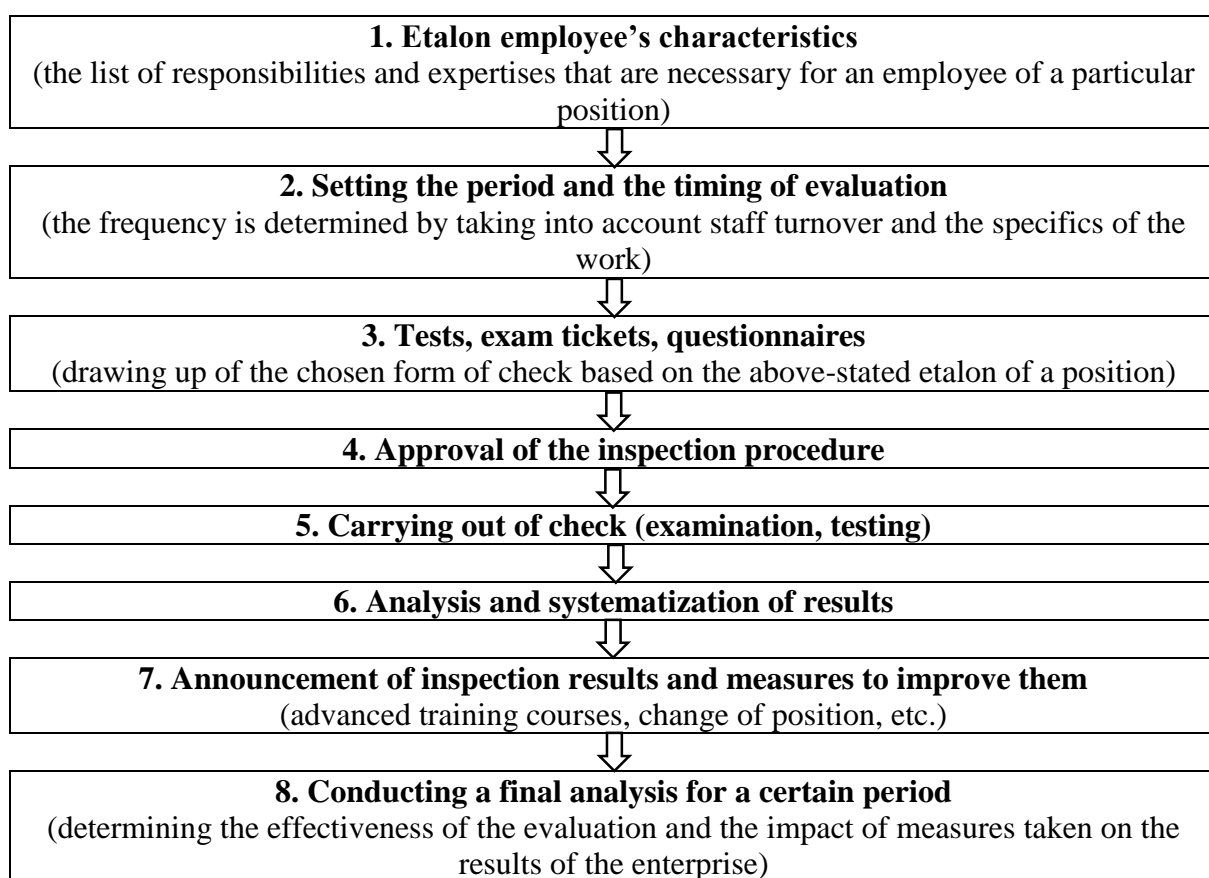 1. Etalon employee’s characteristics
(the list of responsibilities and expertises that are necessary for an employee of a particular
position)
2. Setting the period and the timing of evaluation
(the frequency is determined by taking into account staff turnover and the specifics of the
work)
3. Tests, exam tickets, questionnaires
(drawing up of the chosen form of check based on the above-stated etalon of a position)
4. Approval of the inspection procedure
5. Carrying out of check (examination, testing)
6. Analysis and systematization of results
7. Announcement of inspection results and measures to improve them
(advanced training courses, change of position, etc.)
8. Conducting a final analysis for a certain period
(determining the effectiveness of the evaluation and the impact of measures taken on the
results of the enterprise)